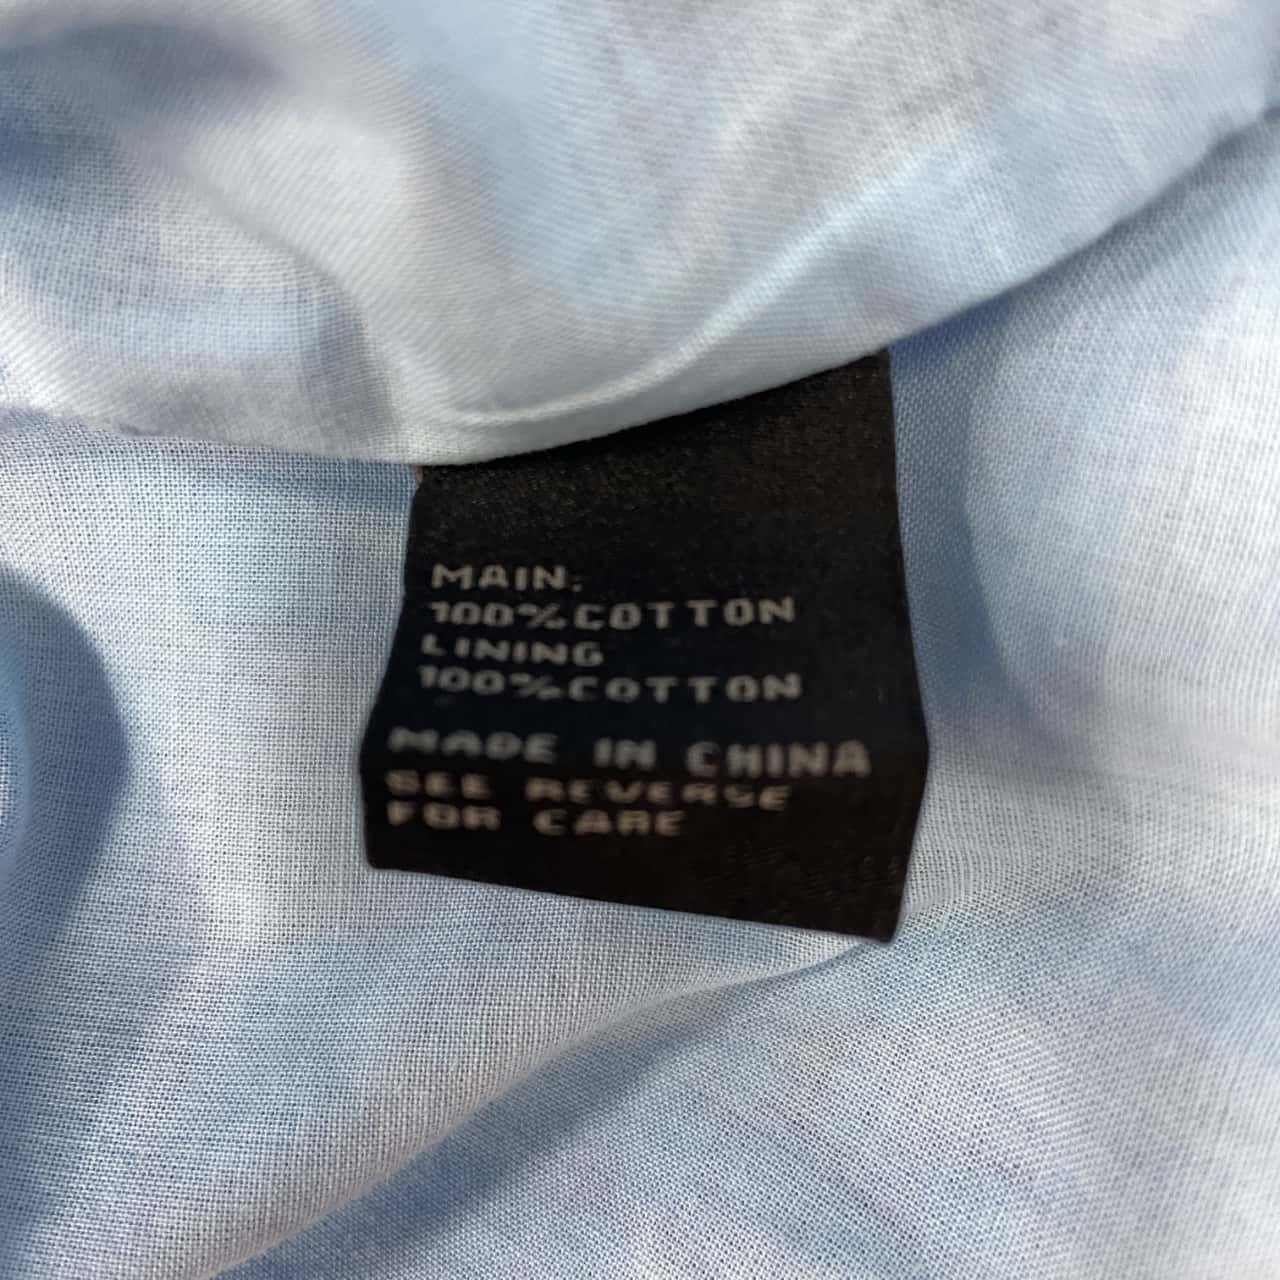 MAIN:
100%COTTON
LINING
100%COTTON
MADE IN CHINA
SEE REVERSE
FOR CARE